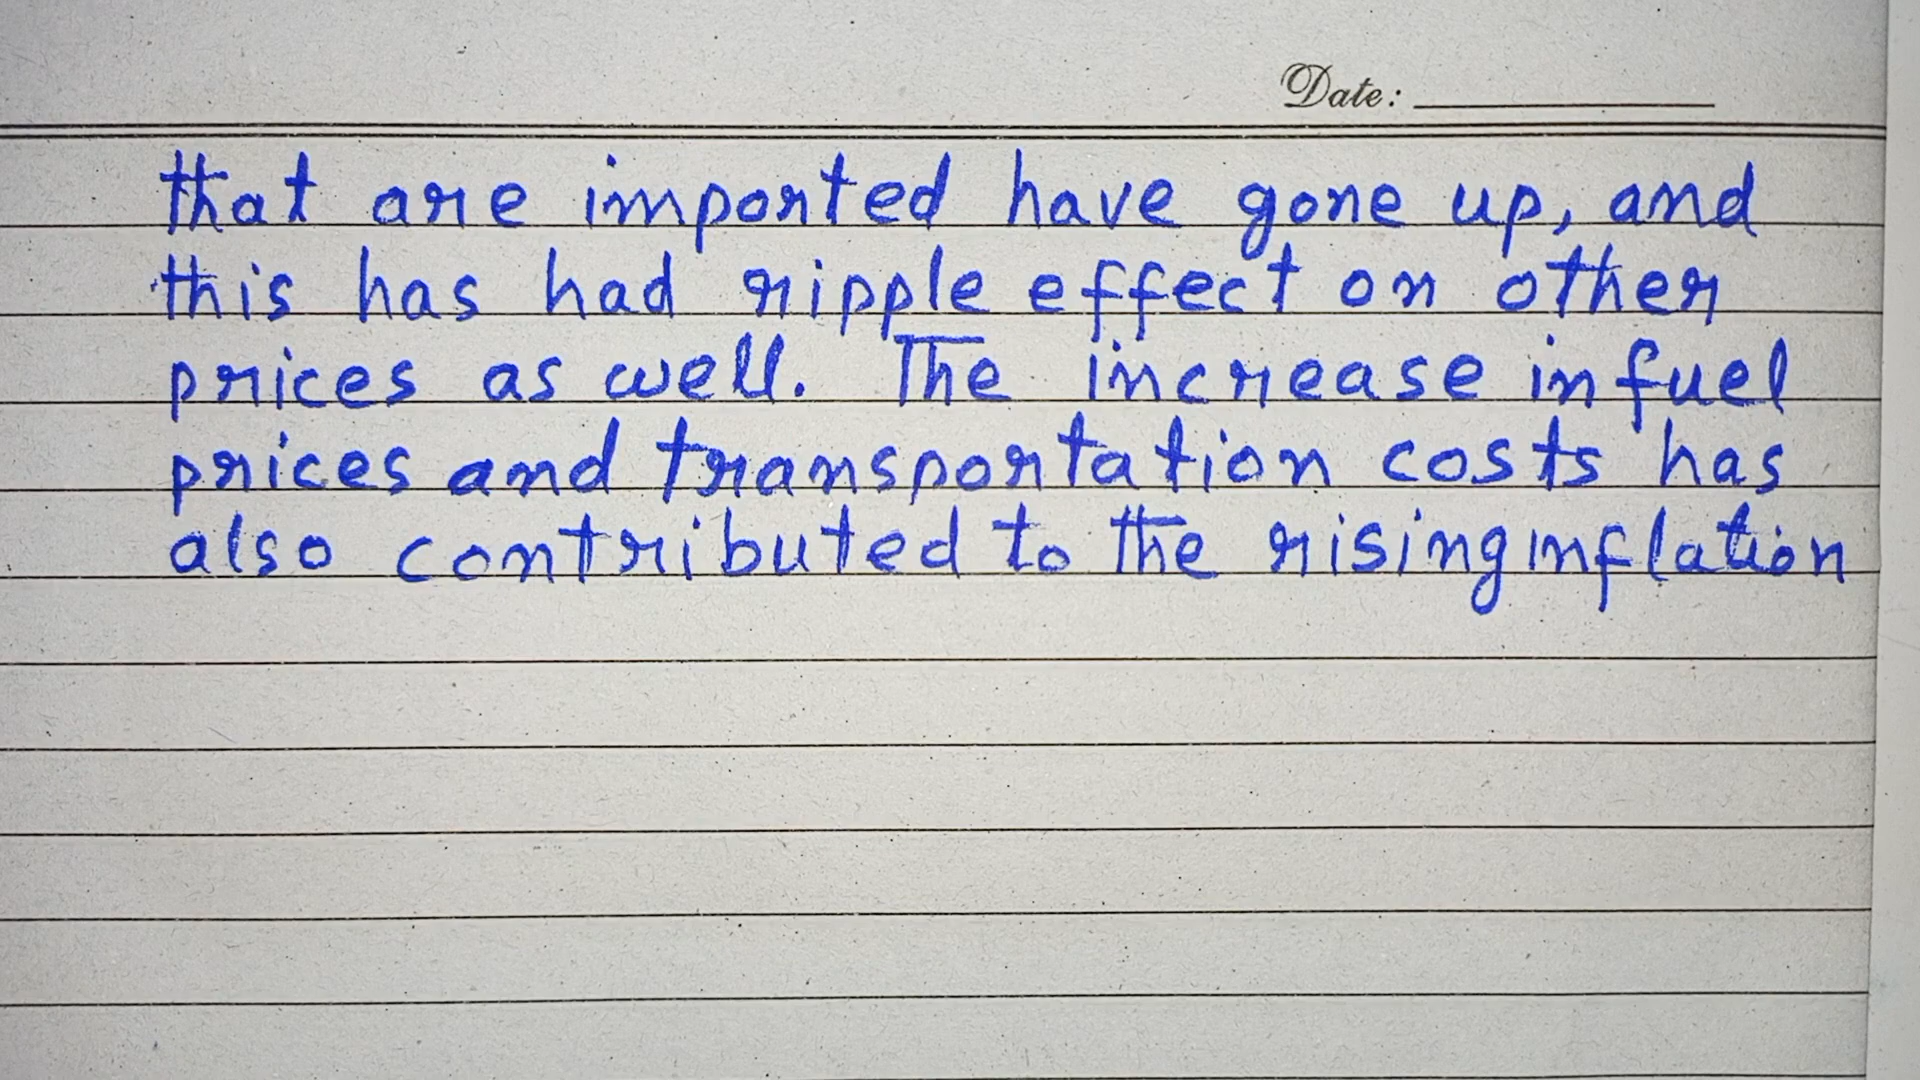 Date:
that are imported have gone up, and
this has had ripple effect on other
prices as well. The increase in fuel
prices and transportation costs has
also contributed to the rising inflation